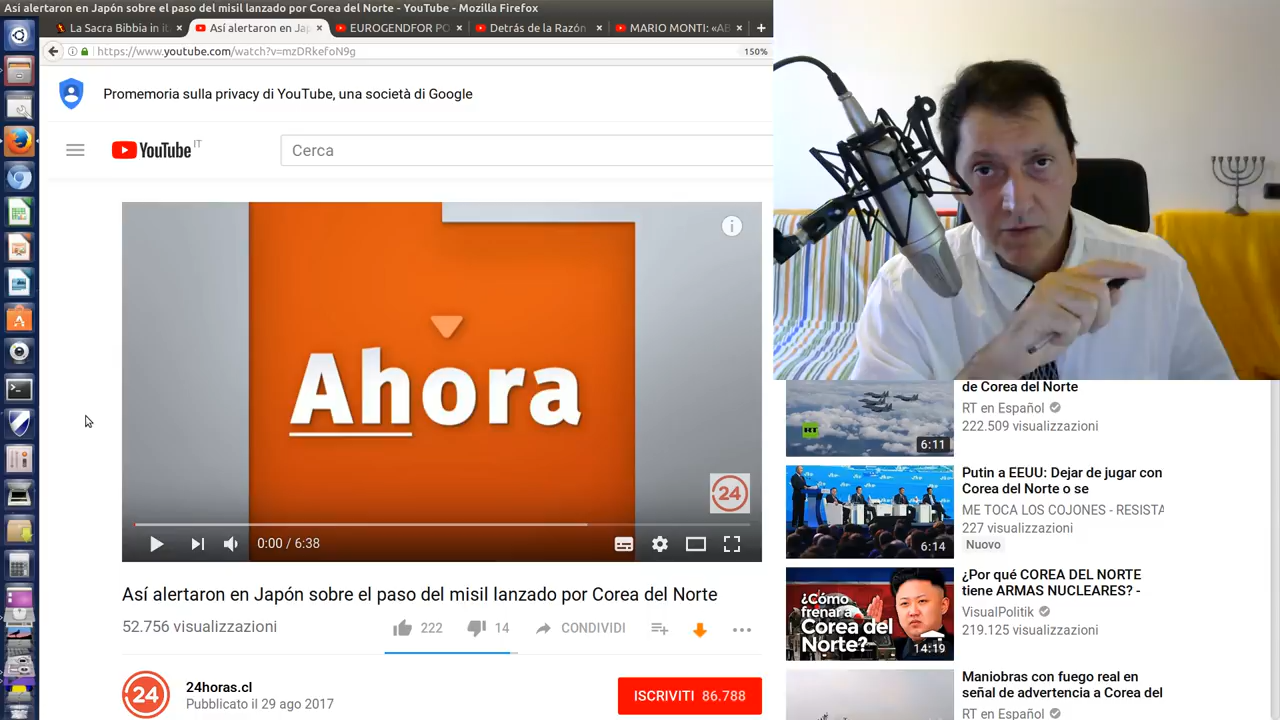 Así alertaron en Japón sobre el paso del misil lanzado por Corea del Norte - YouTube - Mozilla Firefox
La Sacra Bibbia in it
Así alertaron en Ja
EUROGENDFOR PO
Detrás de la Razón
MARIO MONTI: «AB
https://www.youtube.com/watch?v=mzDRkefoN9g
150%
Promemoria sulla privacy di YouTube, una società di Google
YouTube IT
Cerca
Ahora
24
0:00 / 6:38
Así alertaron en Japón sobre el paso del misil lanzado por Corea del Norte
52.756 visualizzazioni
222
14
CONDIVIDI
24
24horas.cl
Pubblicato il 29 ago 2017
ISCRIVITI 86.788
de Corea del Norte
RT en Español
222.509 visualizzazioni
RT
6:11
Putin a EEUU: Dejar de jugar con
Corea del Norte o se
ME TOCA LOS COJONES - RESISTA
227 visualizzazioni
Nuovo
6:14
¿Por qué COREA DEL NORTE
tiene ARMAS NUCLEARES? -
VisualPolitik
219.125 visualizzazioni
¿Cómo
frenar a
Corea del
Norte?
14:19
Maniobras con fuego real en
señal de advertencia a Corea del
RT en Español